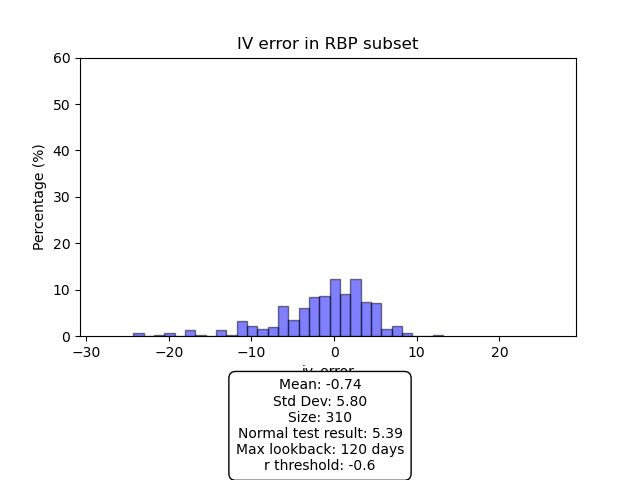 IV error in RBP subset
60
50
40
30
20
10
0
Percentage (%)
−30 −20 −10 0 10 20
iv_error
Mean: -0.74
Std Dev: 5.80
Size: 310
Normal test result: 5.39
Max lookback: 120 days
r threshold: -0.6